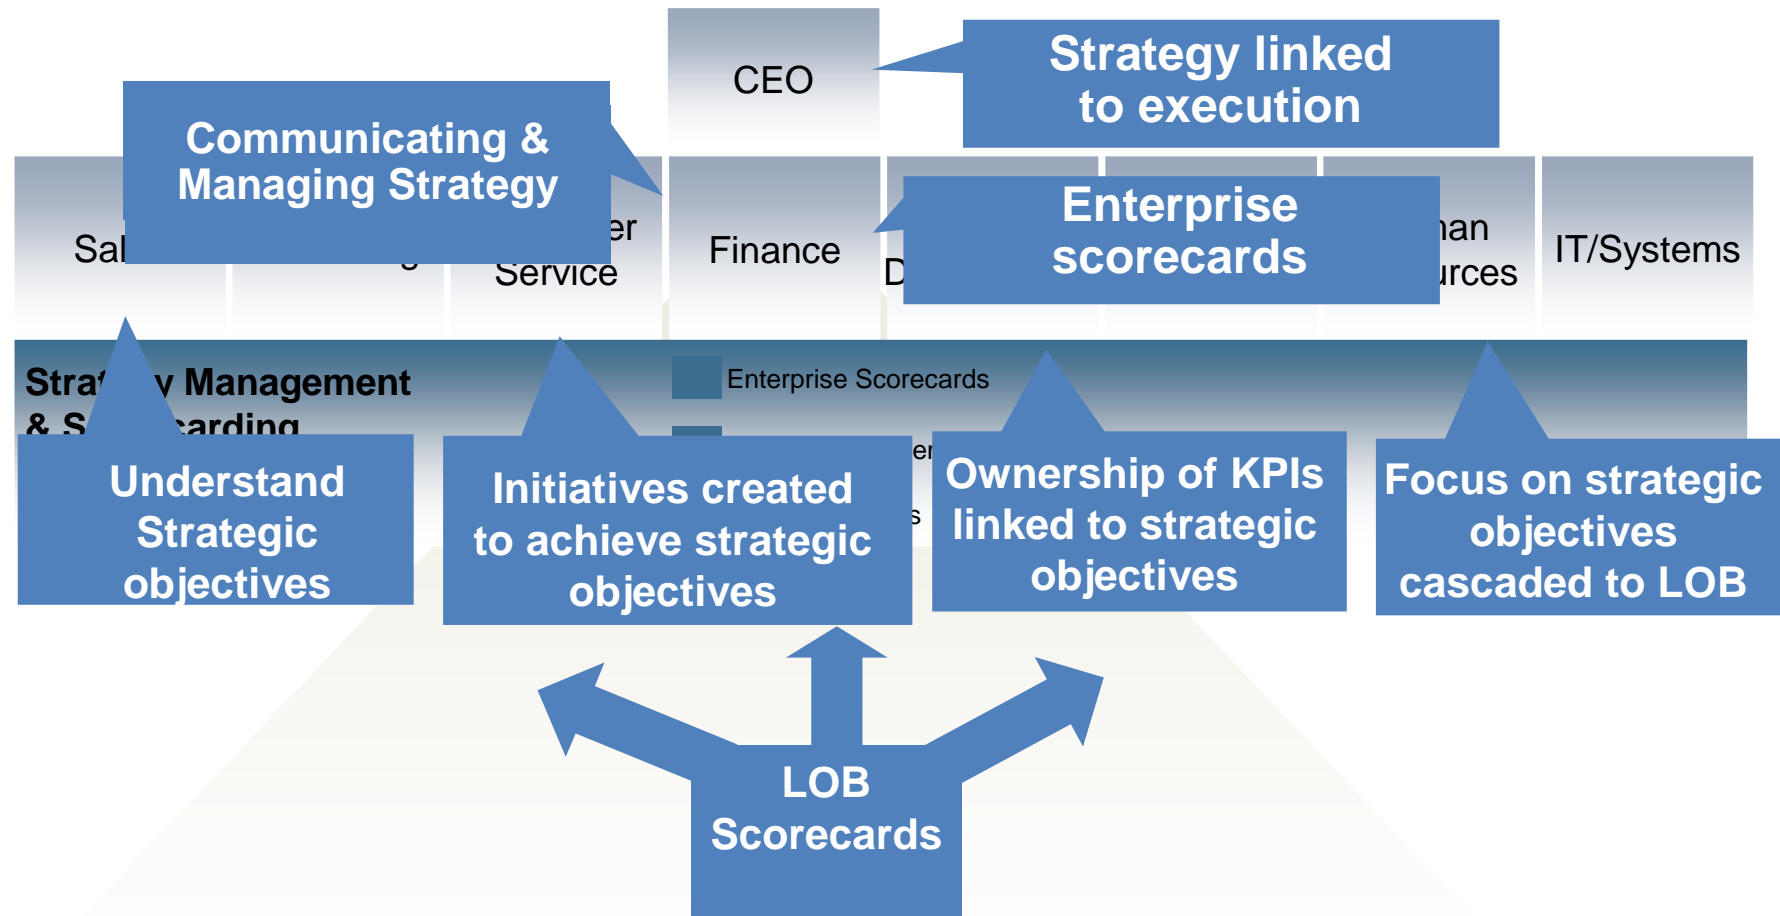 CEO
Strategy linked
to execution
Communicating &
Managing Strategy
Enterprise
scorecards
Service
Finance
IT/Systems
Management
Enterprise Scorecards
&
Understand
Strategic
objectives
Initiatives created
to achieve strategic
objectives
Ownership of KPIs
linked to strategic
objectives
Focus on strategic
objectives
cascaded to LOB
LOB
Scorecards